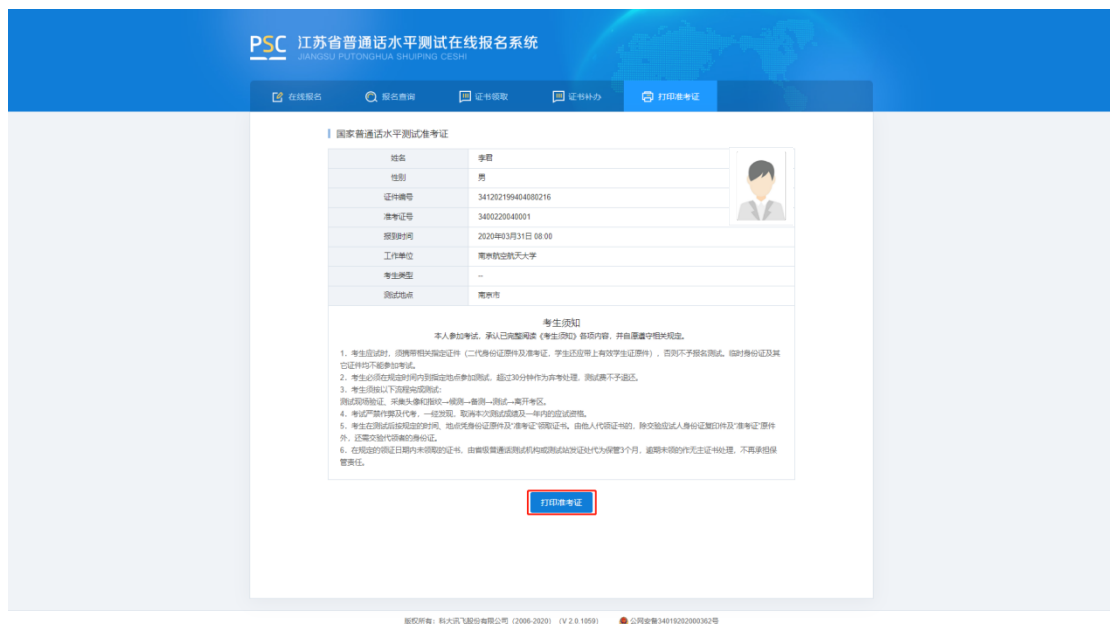 PSC 江苏省普通话水平测试在线报名系统
JIANGSU PUTONGHUA SHUIPING CESHI
在线报名 报名查询 证书领取 证书补办 打印准考证
国家普通话水平测试准考证
姓名 李君
性别 男
证件编号 341202199404080216
准考证号 3400220040001
报到时间 2020年03月31日 08:00
工作单位 南京航空航天大学
考生类型 --
测试地点 南京市
考生须知
本人参加考试，承认已完整阅读《考生须知》各项内容，并自愿遵守相关规定。
1、考生应试时，须携带相关指定证件（二代身份证原件及准考证，学生还应带上有效学生证原件），否则不予报名测试。临时身份证及其
它证件均不能参加考试。
2、考生必须在规定时间内到指定地点参加测试，超过30分钟作为弃考处理，测试费不予退还。
3、考生须按以下流程完成测试：
测试现场验证、采集头像和指纹→候测→备测→测试→离开考区。
4、考试严禁作弊及代考，一经发现，取消本次测试成绩及一年内的应试资格。
5、考生在测试后按规定的时间、地点凭身份证原件及“准考证”领取证书。由他人代领证书的，除交验应试人身份证复印件及“准考证”原件
外，还需交验代领者的身份证。
6、在规定的领证日期内未领取的证书，由省级普通话测试机构或测试站发证处代为保管3个月，逾期未领的作无主证书处理，不再承担保
管责任。
打印准考证
版权所有：科大讯飞股份有限公司（2006-2020）（V 2.0.1059） 公网安备34019202000362号